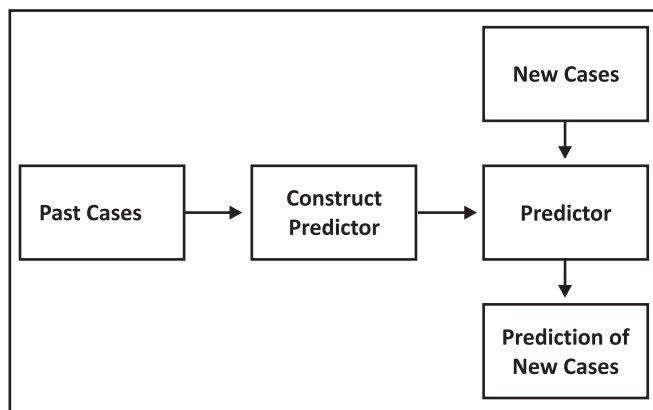 New Cases
Past Cases
Construct
Predictor
Predictor
Prediction of
New Cases